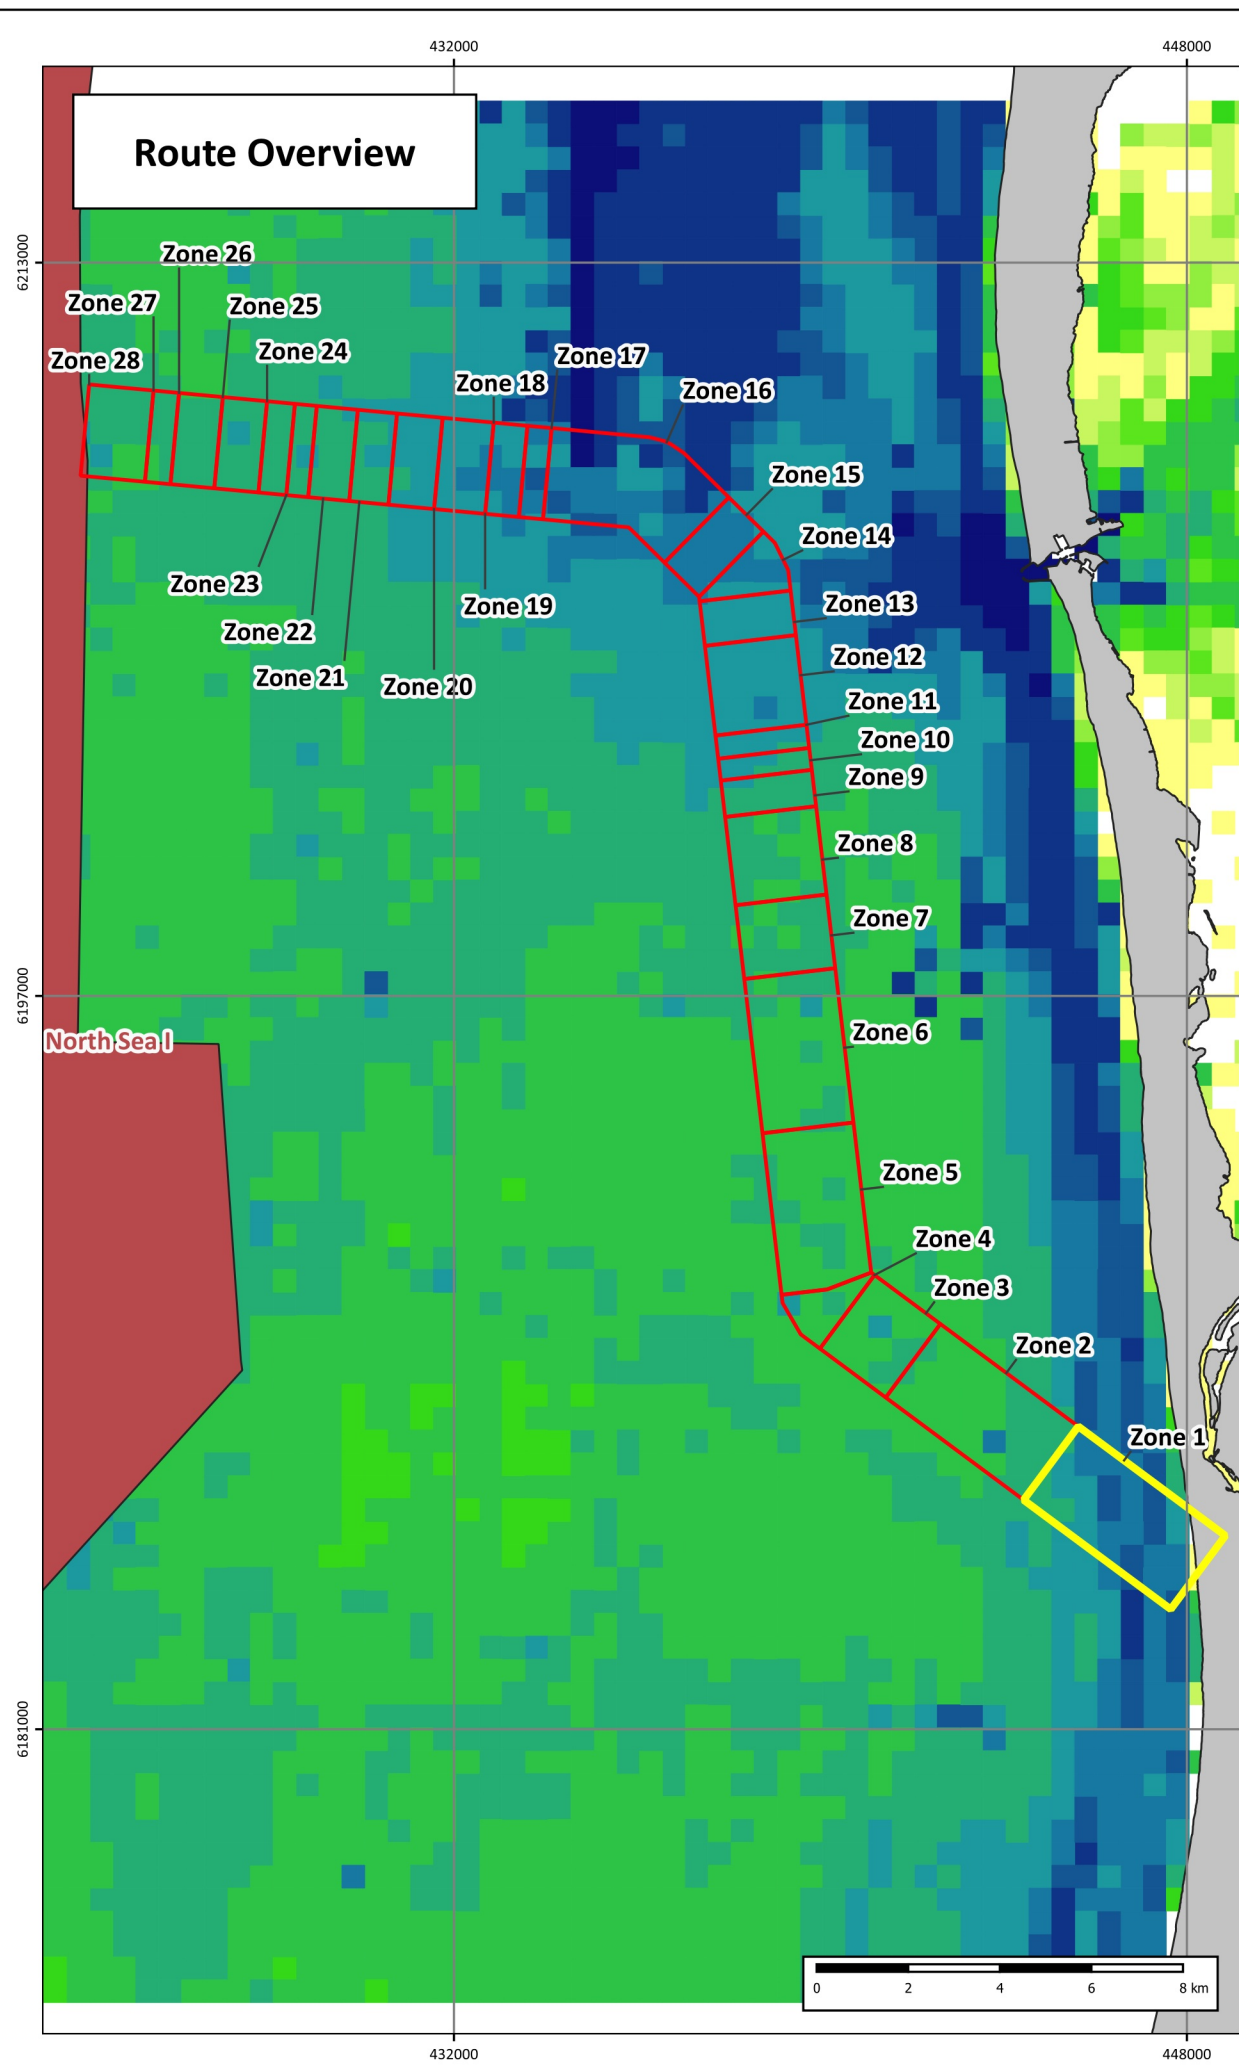 432000
448000
Route Overview
6213000
Zone 26
Zone 27
Zone 25
Zone 24
Zone 17
Zone 28
Zone 18
Zone 16
Zone 15
Zone 14
Zone 23
Zone 19
Zone 13
Zone 22
Zone 12
Zone 21
Zone 20
Zone 11
Zone 10
Zone 9
Zone 8
Zone 7
6197000
Zone 6
North Sea I
Zone 5
Zone 4
Zone 3
Zone 2
Zone 1
6181000
0 2 4 6 8 km
432000
448000